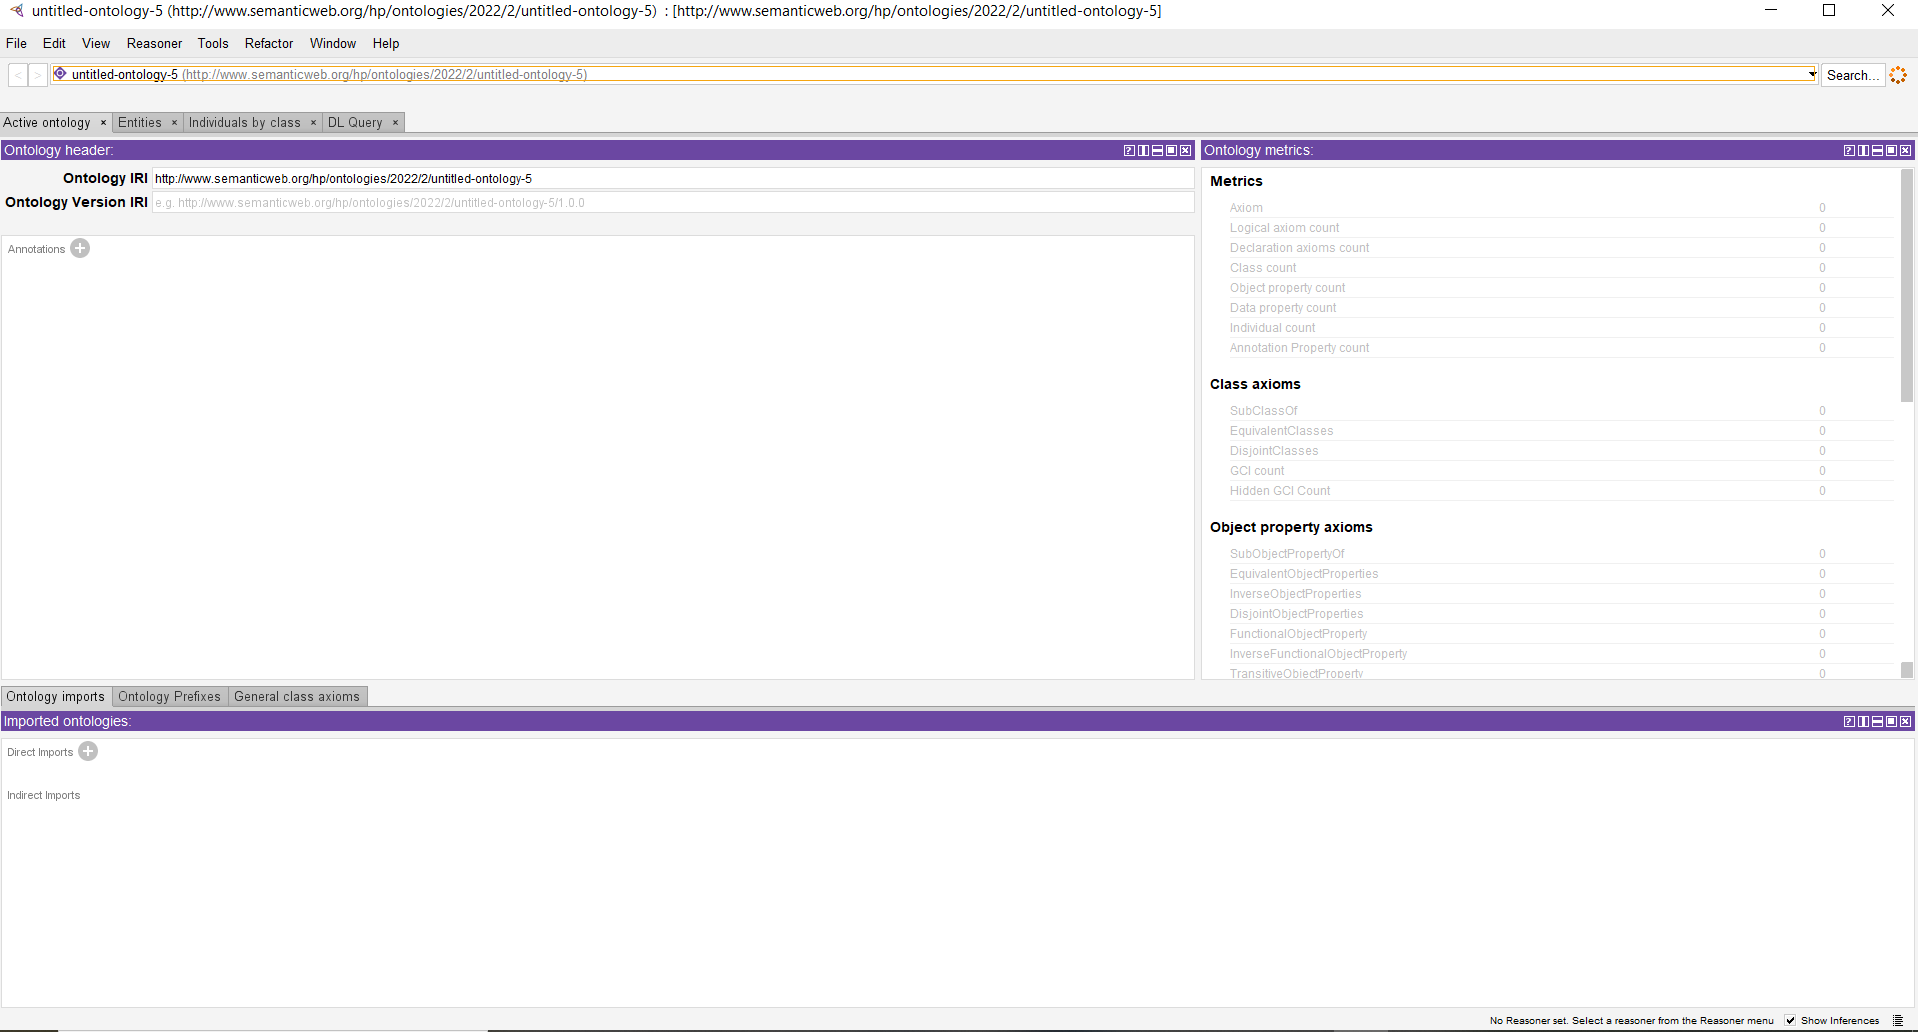 untitled-ontology-5 (http://www.semanticweb.org/hp/ontologies/2022/2/untitled-ontology-5) : [http://www.semanticweb.org/hp/ontologies/2022/2/untitled-ontology-5]
File Edit View Reasoner Tools Refactor Window Help
< > untitled-ontology-5 (http://www.semanticweb.org/hp/ontologies/2022/2/untitled-ontology-5) Search...
Active ontology × Entities × Individuals by class × DL Query ×
Ontology header:
Ontology IRI http://www.semanticweb.org/hp/ontologies/2022/2/untitled-ontology-5
Ontology Version IRI e.g. http://www.semanticweb.org/hp/ontologies/2022/2/untitled-ontology-5/1.0.0
Annotations
Ontology metrics:
Metrics
Axiom 0
Logical axiom count 0
Declaration axioms count 0
Class count 0
Object property count 0
Data property count 0
Individual count 0
Annotation Property count 0
Class axioms
SubClassOf 0
EquivalentClasses 0
DisjointClasses 0
GCI count 0
Hidden GCI Count 0
Object property axioms
SubObjectPropertyOf 0
EquivalentObjectProperties 0
InverseObjectProperties 0
DisjointObjectProperties 0
FunctionalObjectProperty 0
InverseFunctionalObjectProperty 0
TransitiveObjectProperty 0
Ontology imports Ontology Prefixes General class axioms
Imported ontologies:
Direct Imports
Indirect Imports
No Reasoner set. Select a reasoner from the Reasoner menu Show Inferences